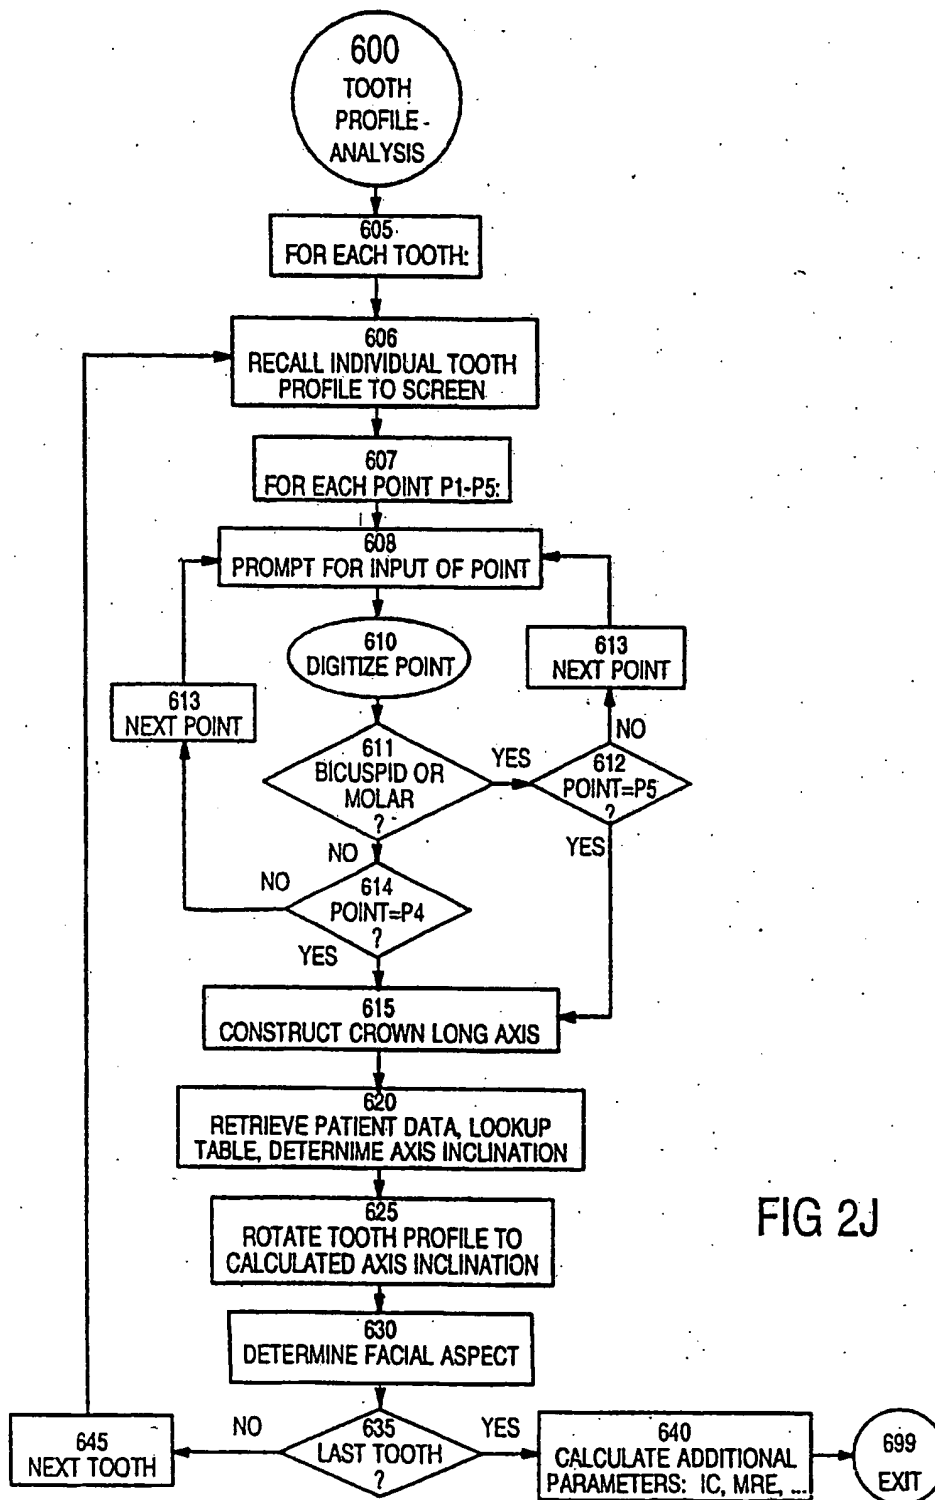 600
TOOTH
PROFILE-
ANALYSIS
605
FOR EACH TOOTH:
606
RECALL INDIVIDUAL TOOTH
PROFILE TO SCREEN
607
FOR EACH POINT P1-P5:
608
PROMPT FOR INPUT OF POINT
610
DIGITIZE POINT
613
NEXT POINT
613
NEXT POINT
611
BICUSPID OR
MOLAR
?
YES
NO
612
POINT=P5
?
NO
YES
614
POINT=P4
?
NO
YES
615
CONSTRUCT CROWN LONG AXIS
620
RETRIEVE PATIENT DATA, LOOKUP
TABLE, DETERNIME AXIS INCLINATION
625
ROTATE TOOTH PROFILE TO
CALCULATED AXIS INCLINATION
FIG 2J
630
DETERMINE FACIAL ASPECT
635
LAST TOOTH
?
NO
YES
645
NEXT TOOTH
640
CALCULATE ADDITIONAL
PARAMETERS: IC, MRE, ...
699
EXIT